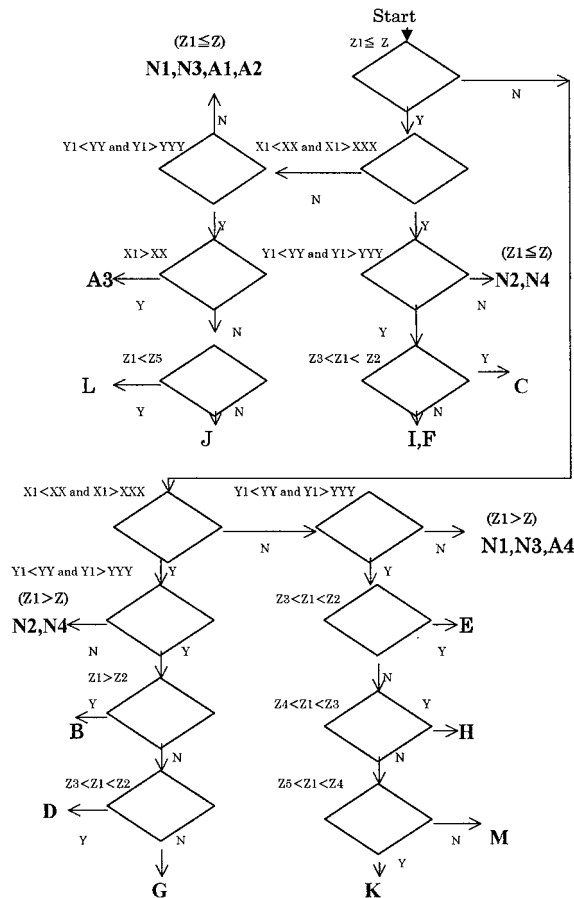 Start
(Z1≦Z)
Z1≦ Z
N1,N3,A1,A2
N
N
Y
Y1<YY and Y1>YYY
X1<XX and X1>XXX
N
Y
Y
X1>XX
Y1<YY and Y1>YYY
(Z1≦Z)
A3
N2,N4
Y
N
N
Y
Z1<Z5
Z3<Z1< Z2
Y
L
C
Y
N
N
J
I,F
X1<XX and X1>XXX
Y1<YY and Y1>YYY
(Z1>Z)
N
N
N1,N3,A4
Y1<YY and Y1>YYY
Y
Y
(Z1>Z)
Z3<Z1<Z2
N2,N4
E
N
Y
Y
Z1>Z2
N
Y
Z4<Z1<Z3
Y
B
H
N
N
Z3<Z1<Z2
Z5<Z1<Z4
D
Y
N
N
M
Y
G
K